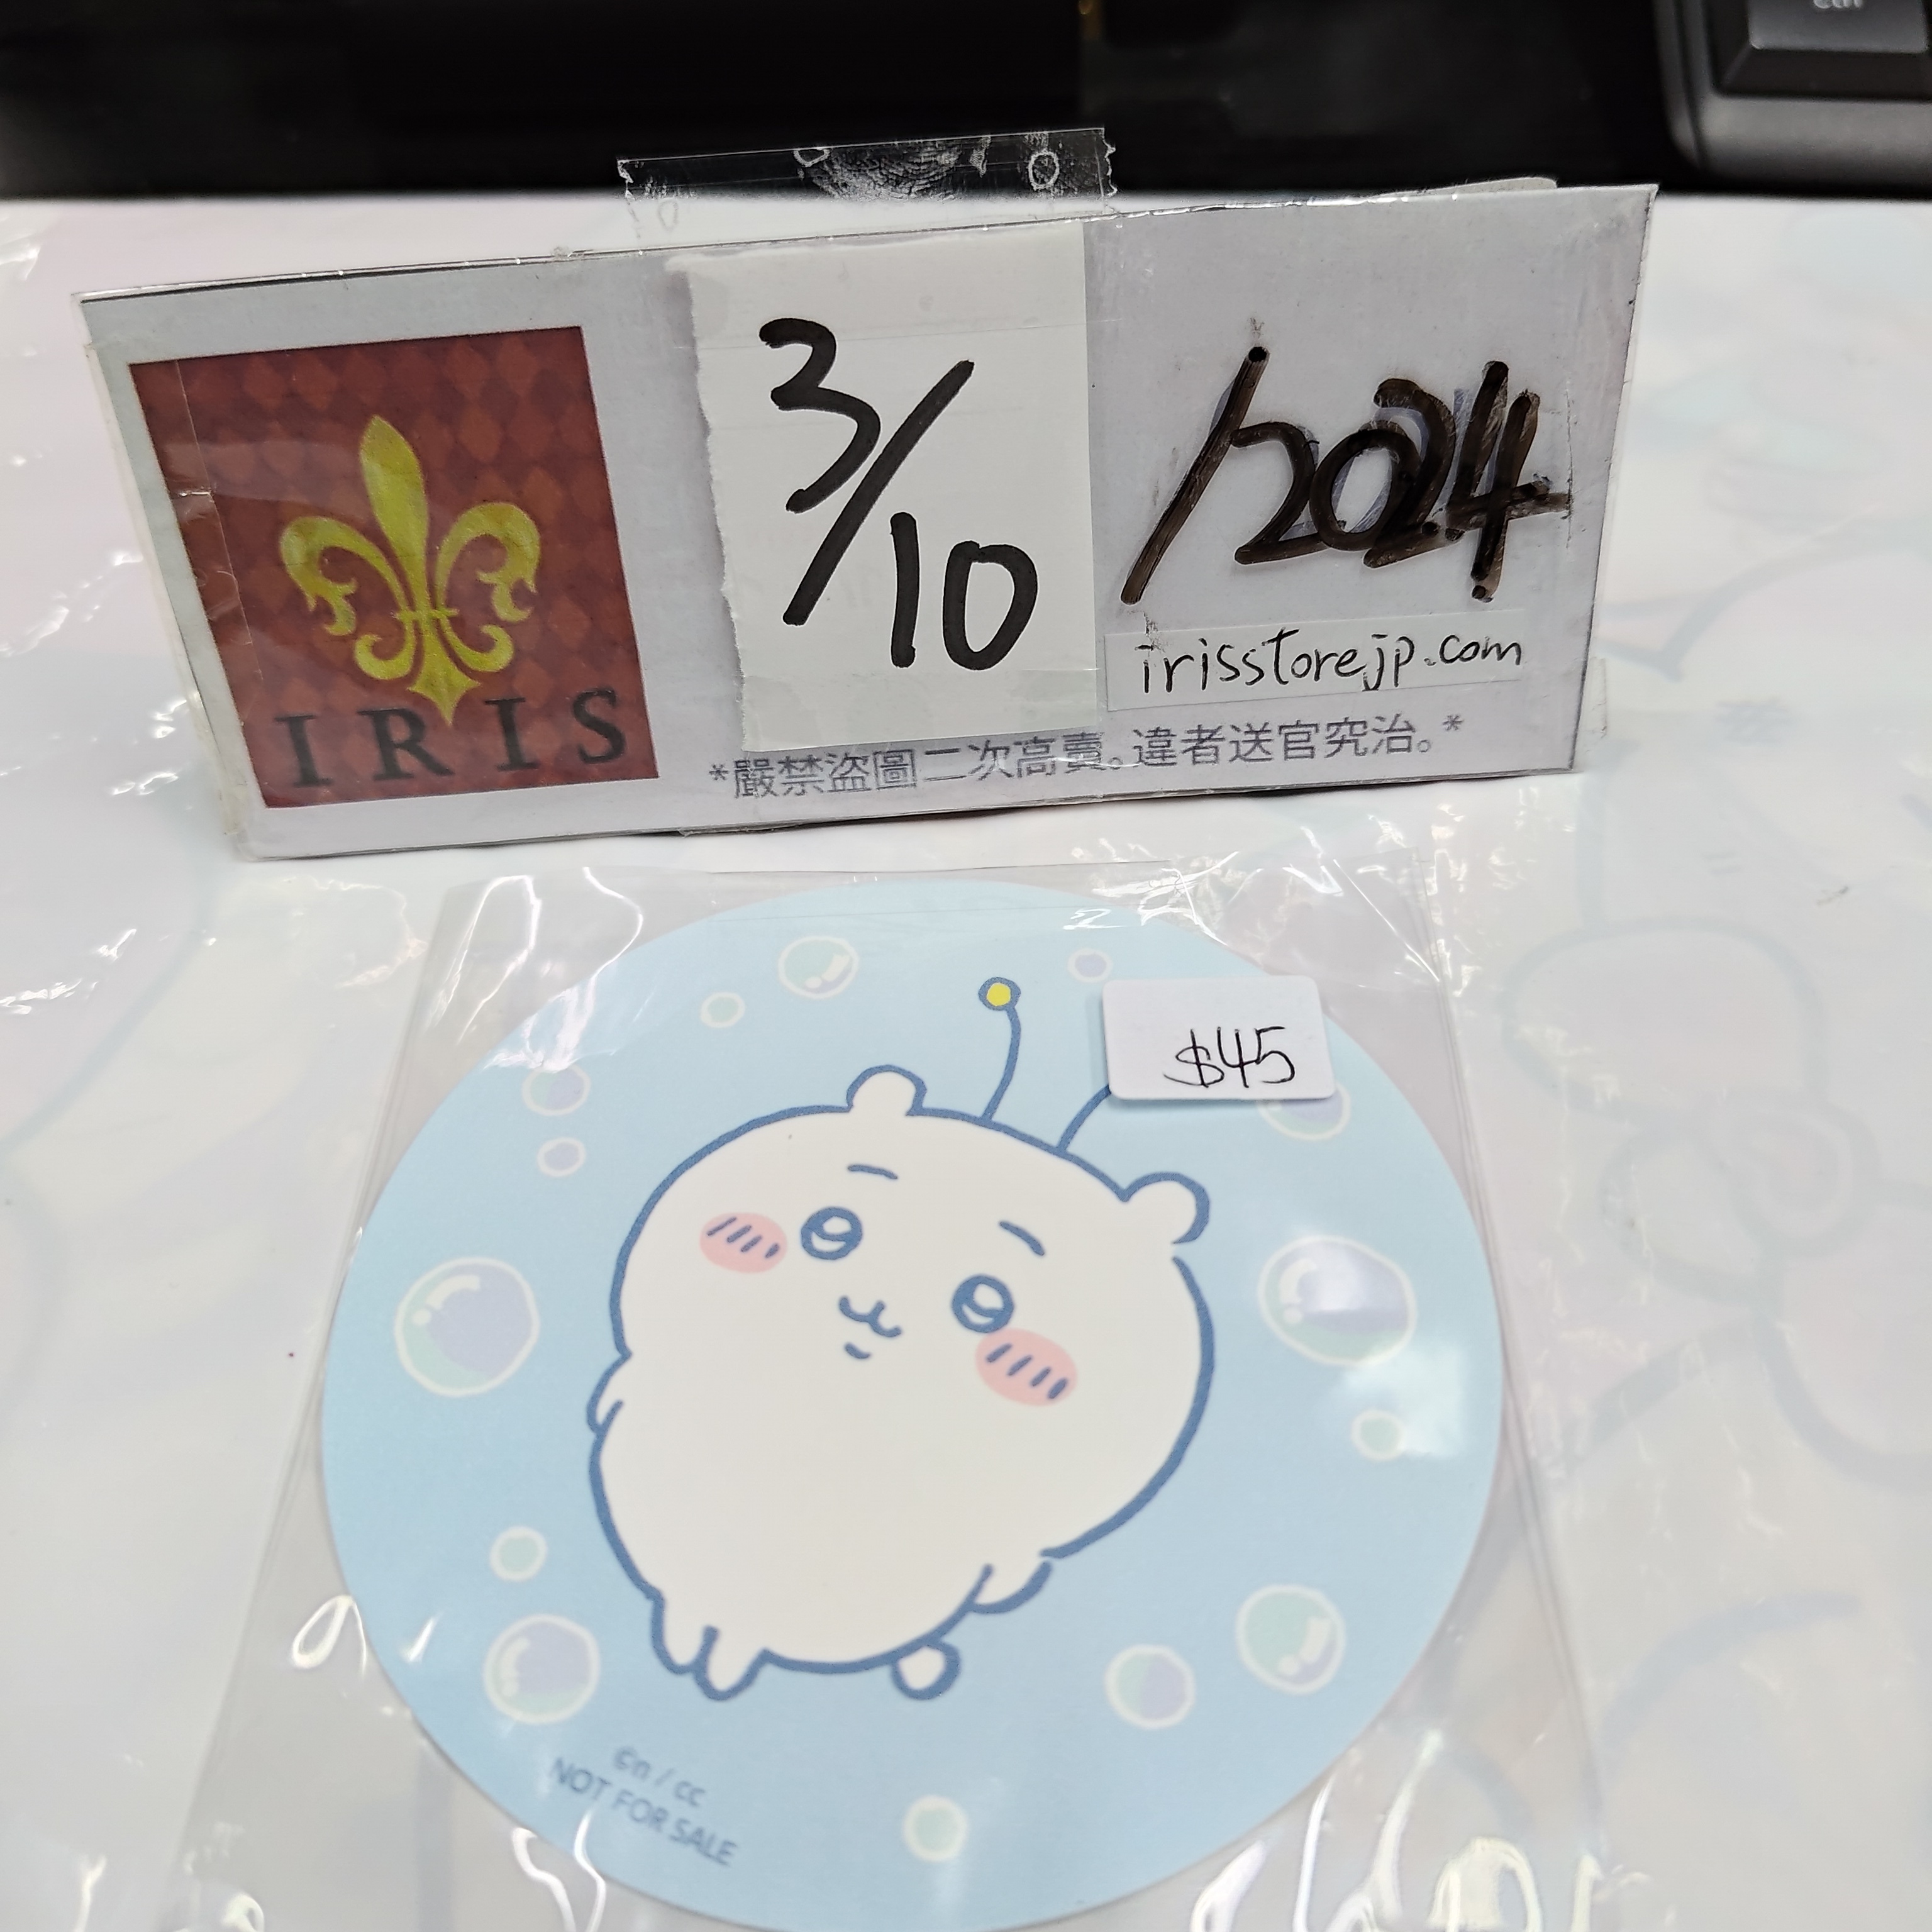 ctrl
3/10
/2024
irisstorejp.com
IRIS
*嚴禁盜圖二次高賣。違者送官究治。*
$45
©n / cc
NOT FOR SALE